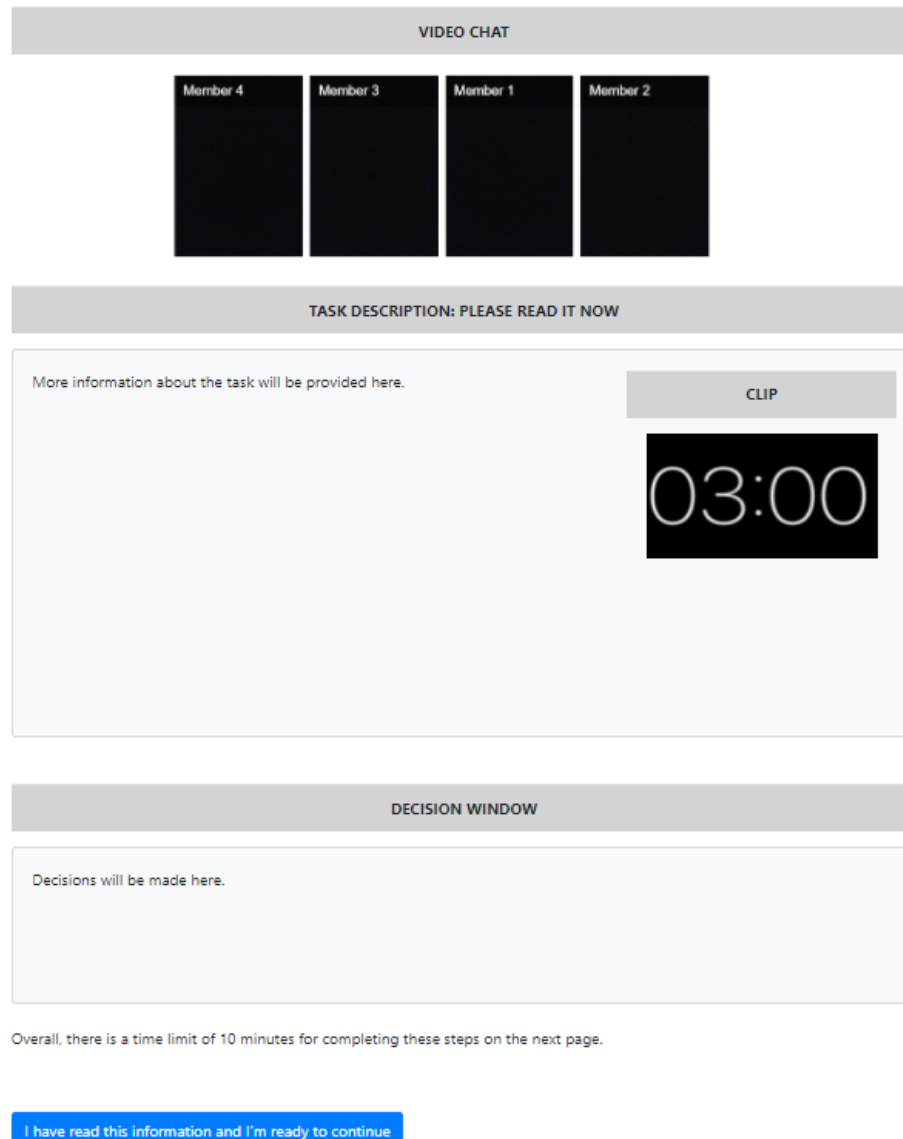 VIDEO CHAT
Member 4
Member 3
Member 1
Member 2
TASK DESCRIPTION: PLEASE READ IT NOW
More information about the task will be provided here.
CLIP
03:00
DECISION WINDOW
Decisions will be made here.
Overall, there is a time limit of 10 minutes for completing these steps on the next page.
I have read this information and I'm ready to continue